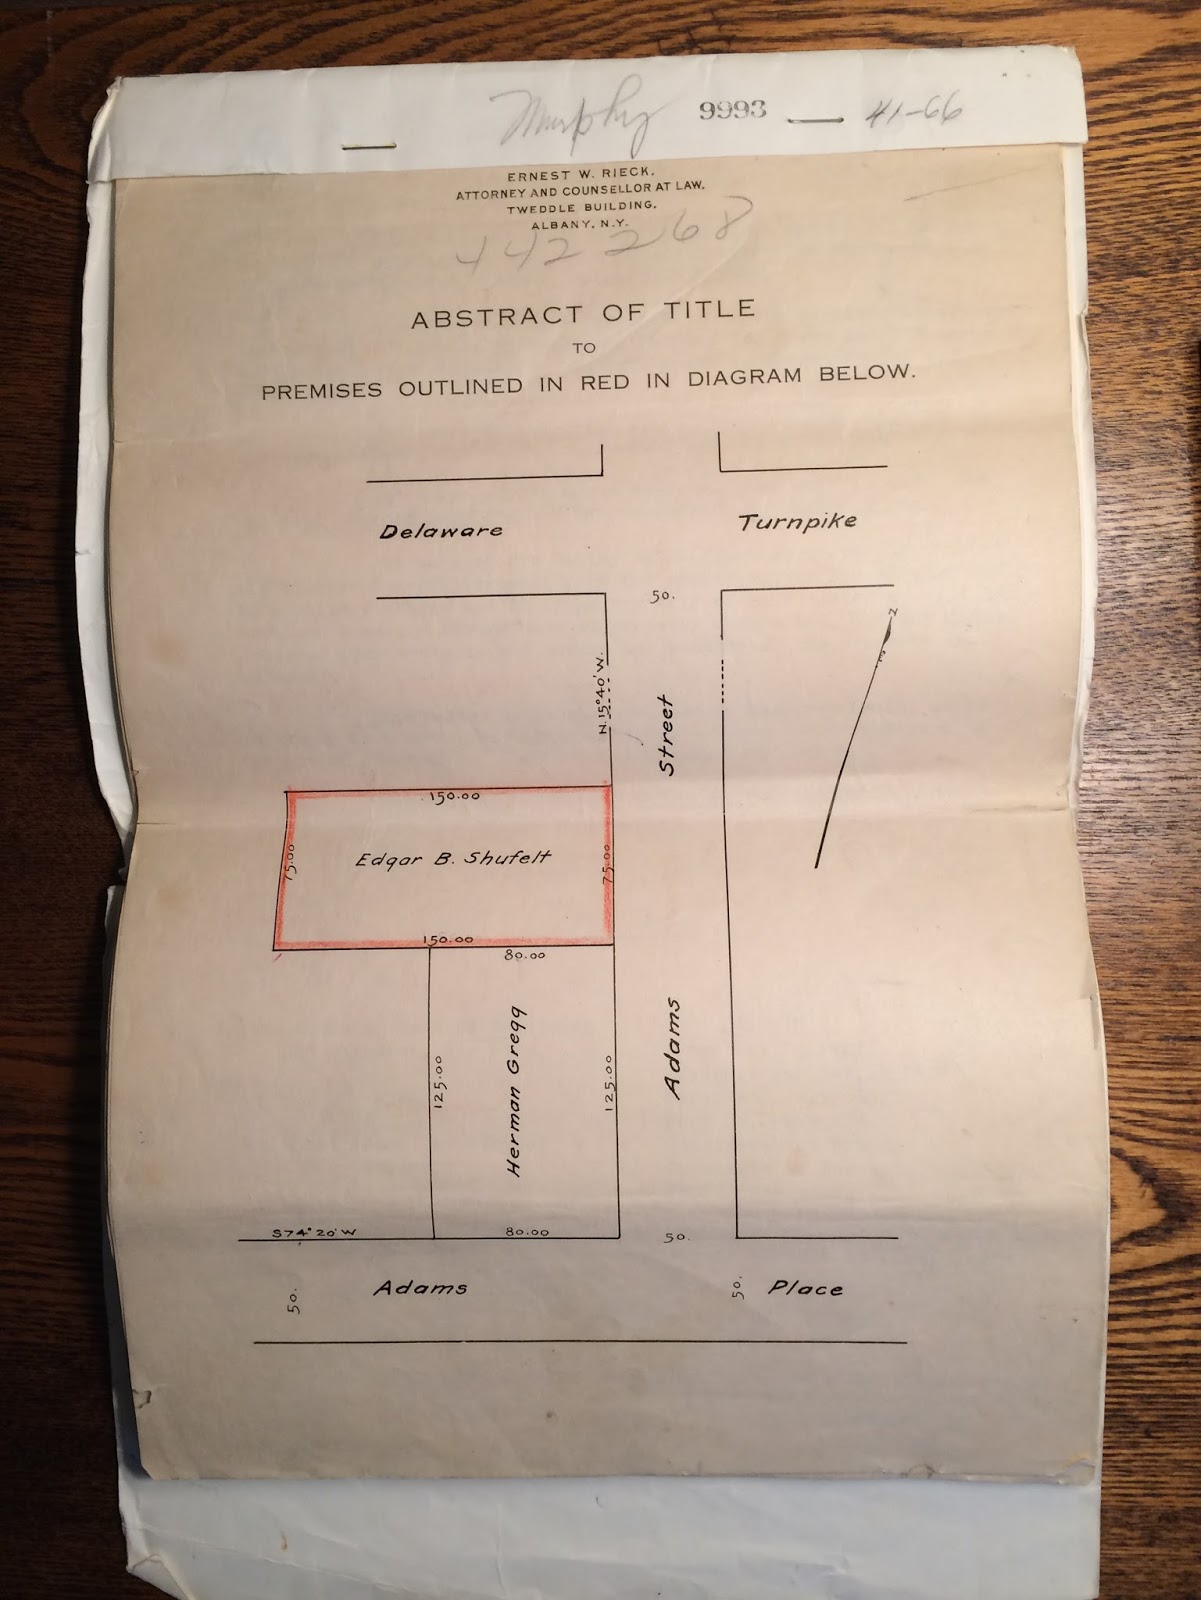 Murphy 9993 41-66
ERNEST W. RIECK,
ATTORNEY AND COUNSELLOR AT LAW,
TWEDDLE BUILDING,
ALBANY, N.Y.
442268
ABSTRACT OF TITLE
TO
PREMISES OUTLINED IN RED IN DIAGRAM BELOW.
Delaware Turnpike
50.
N
N. 15°40' W.
Street
150.00
75.00
Edgar B. Shufelt
75.00
150.00
80.00
Herman Gregg
125.00
125.00
Adams
S 74° 20' W
80.00
50.
50.
Adams
50.
Place